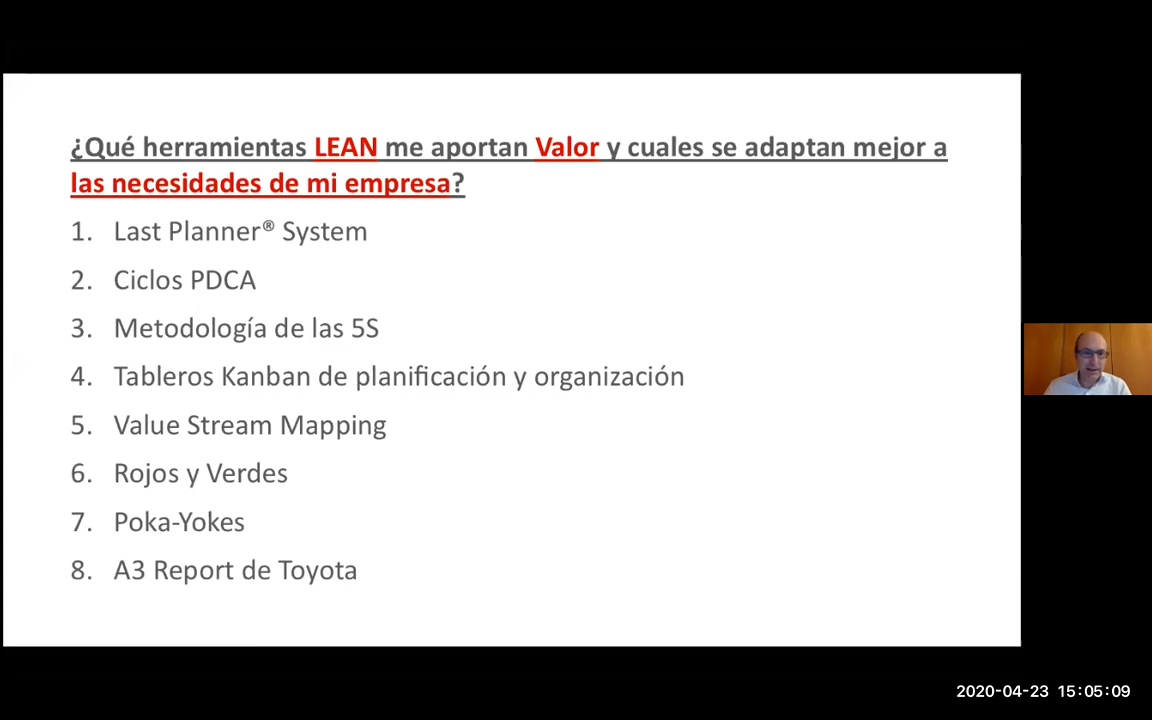 ¿Qué herramientas LEAN me aportan Valor y cuales se adaptan mejor a
las necesidades de mi empresa?
1. Last Planner® System
2. Ciclos PDCA
3. Metodología de las 5S
4. Tableros Kanban de planificación y organización
5. Value Stream Mapping
6. Rojos y Verdes
7. Poka-Yokes
8. A3 Report de Toyota
2020-04-23 15:05:09